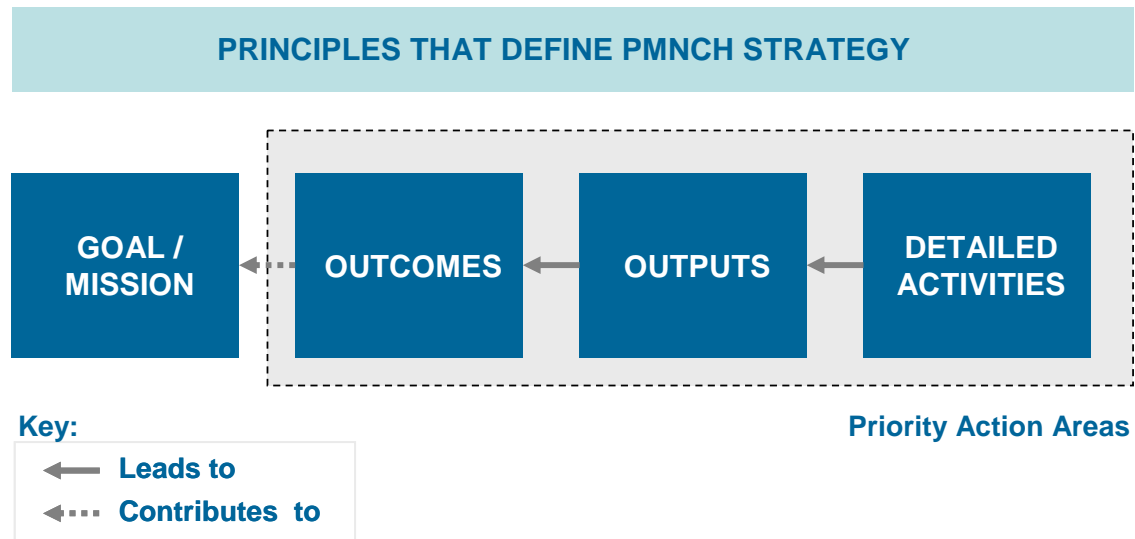 PRINCIPLES THAT DEFINE PMNCH STRATEGY
GOAL /
MISSION
OUTCOMES
OUTPUTS
DETAILED
ACTIVITIES
Key:
Priority Action Areas
Leads to
Contributes to